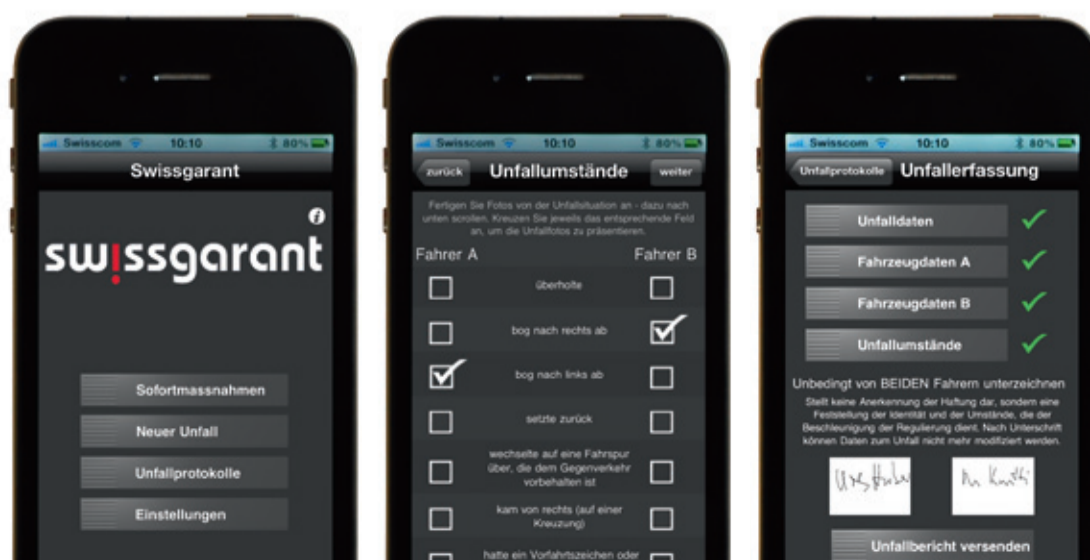 Swisscom 10:10 80%
Swissgarant
swissgarant
Sofortmassnahmen
Neuer Unfall
Unfallprotokolle
Einstellungen
Swisscom 10:10 80%
zurück Unfallumstände weiter
Fertigen Sie Fotos von der Unfallsituation an - dazu nach
unten scrollen. Kreuzen Sie jeweils das entsprechende Feld
an, um die Unfallfotos zu präsentieren.
Fahrer A Fahrer B
überholte
bog nach rechts ab
bog nach links ab
setzte zurück
wechselte auf eine Fahrspur
über, die dem Gegenverkehr
vorbehalten ist
kam von rechts (auf einer
Kreuzung)
hatte ein Vorfahrtszeichen oder
Swisscom 10:10 80%
Unfallprotokolle Unfallerfassung
Unfalldaten
Fahrzeugdaten A
Fahrzeugdaten B
Unfallumstände
Unbedingt von BEIDEN Fahrern unterzeichnen
Stellt keine Anerkennung der Haftung dar, sondern eine
Feststellung der Identität und der Umstände, die der
Beschleunigung der Regulierung dient. Nach Unterschrift
können Daten zum Unfall nicht mehr modifiziert werden.
Unfallbericht versenden